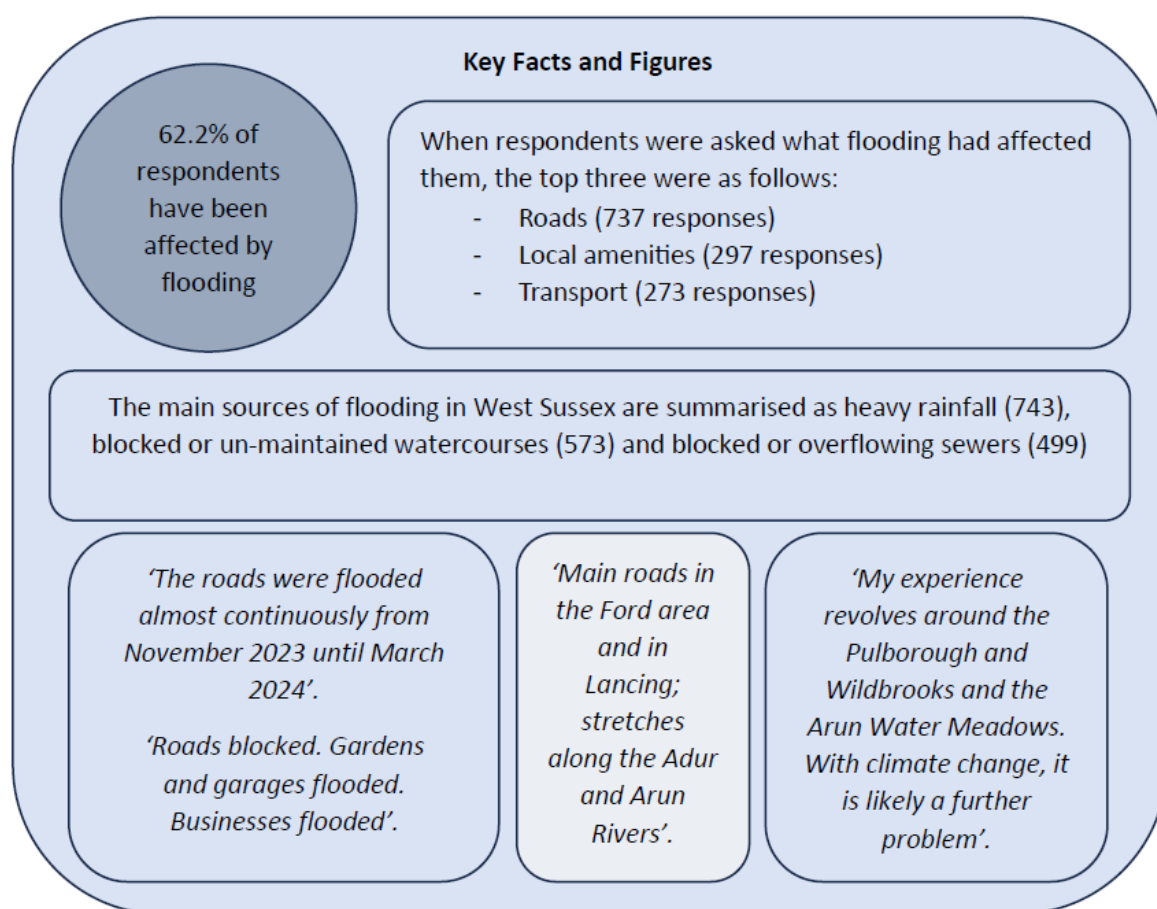 Key Facts and Figures
62.2% of
respondents
have been
affected by
flooding
When respondents were asked what flooding had affected
them, the top three were as follows:
- Roads (737 responses)
- Local amenities (297 responses)
- Transport (273 responses)
The main sources of flooding in West Sussex are summarised as heavy rainfall (743),
blocked or un-maintained watercourses (573) and blocked or overflowing sewers (499)
‘The roads were flooded
almost continuously from
November 2023 until March
2024’.
‘Roads blocked. Gardens
and garages flooded.
Businesses flooded’.
‘Main roads in
the Ford area
and in
Lancing;
stretches
along the Adur
and Arun
Rivers’.
‘My experience
revolves around the
Pulborough and
Wildbrooks and the
Arun Water Meadows.
With climate change, it
is likely a further
problem’.